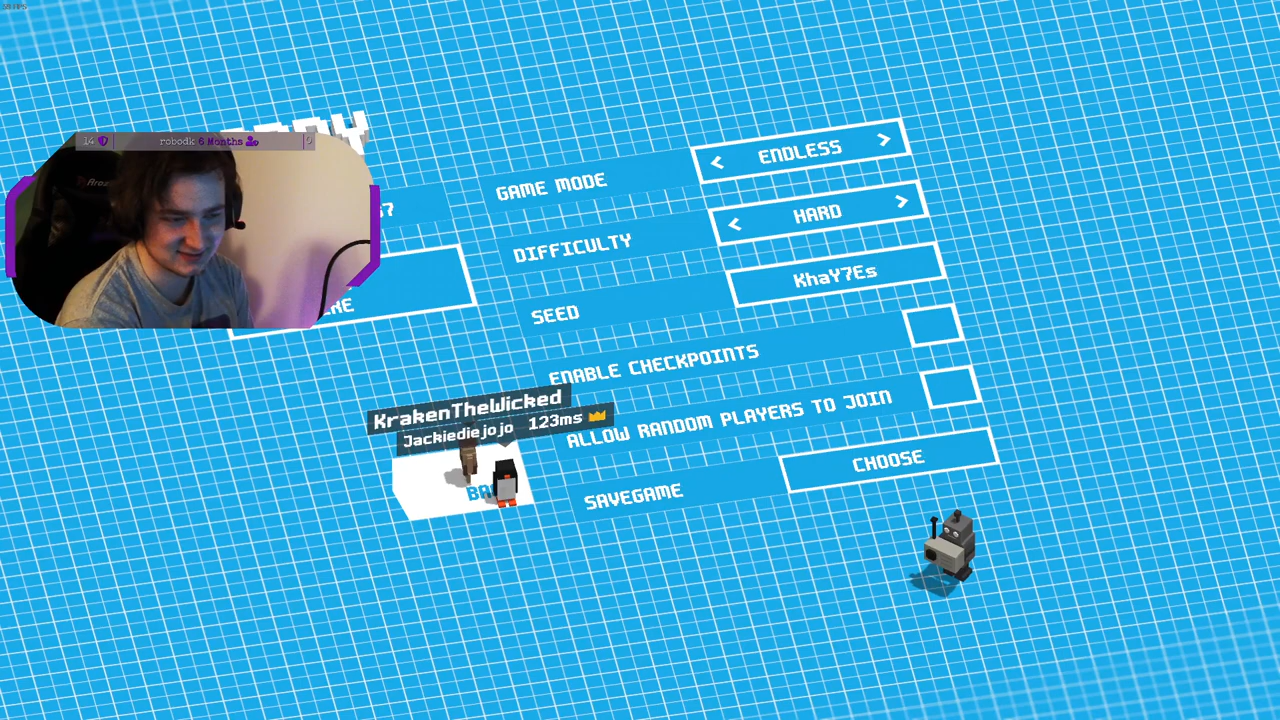 robodk 6 Months
GAME MODE
ENDLESS
DIFFICULTY
HARD
SEED
KhaY7Es
ENABLE CHECKPOINTS
ALLOW RANDOM PLAYERS TO JOIN
SAVEGAME
CHOOSE
KrakenTheWicked
Jackiediejojo 123ms